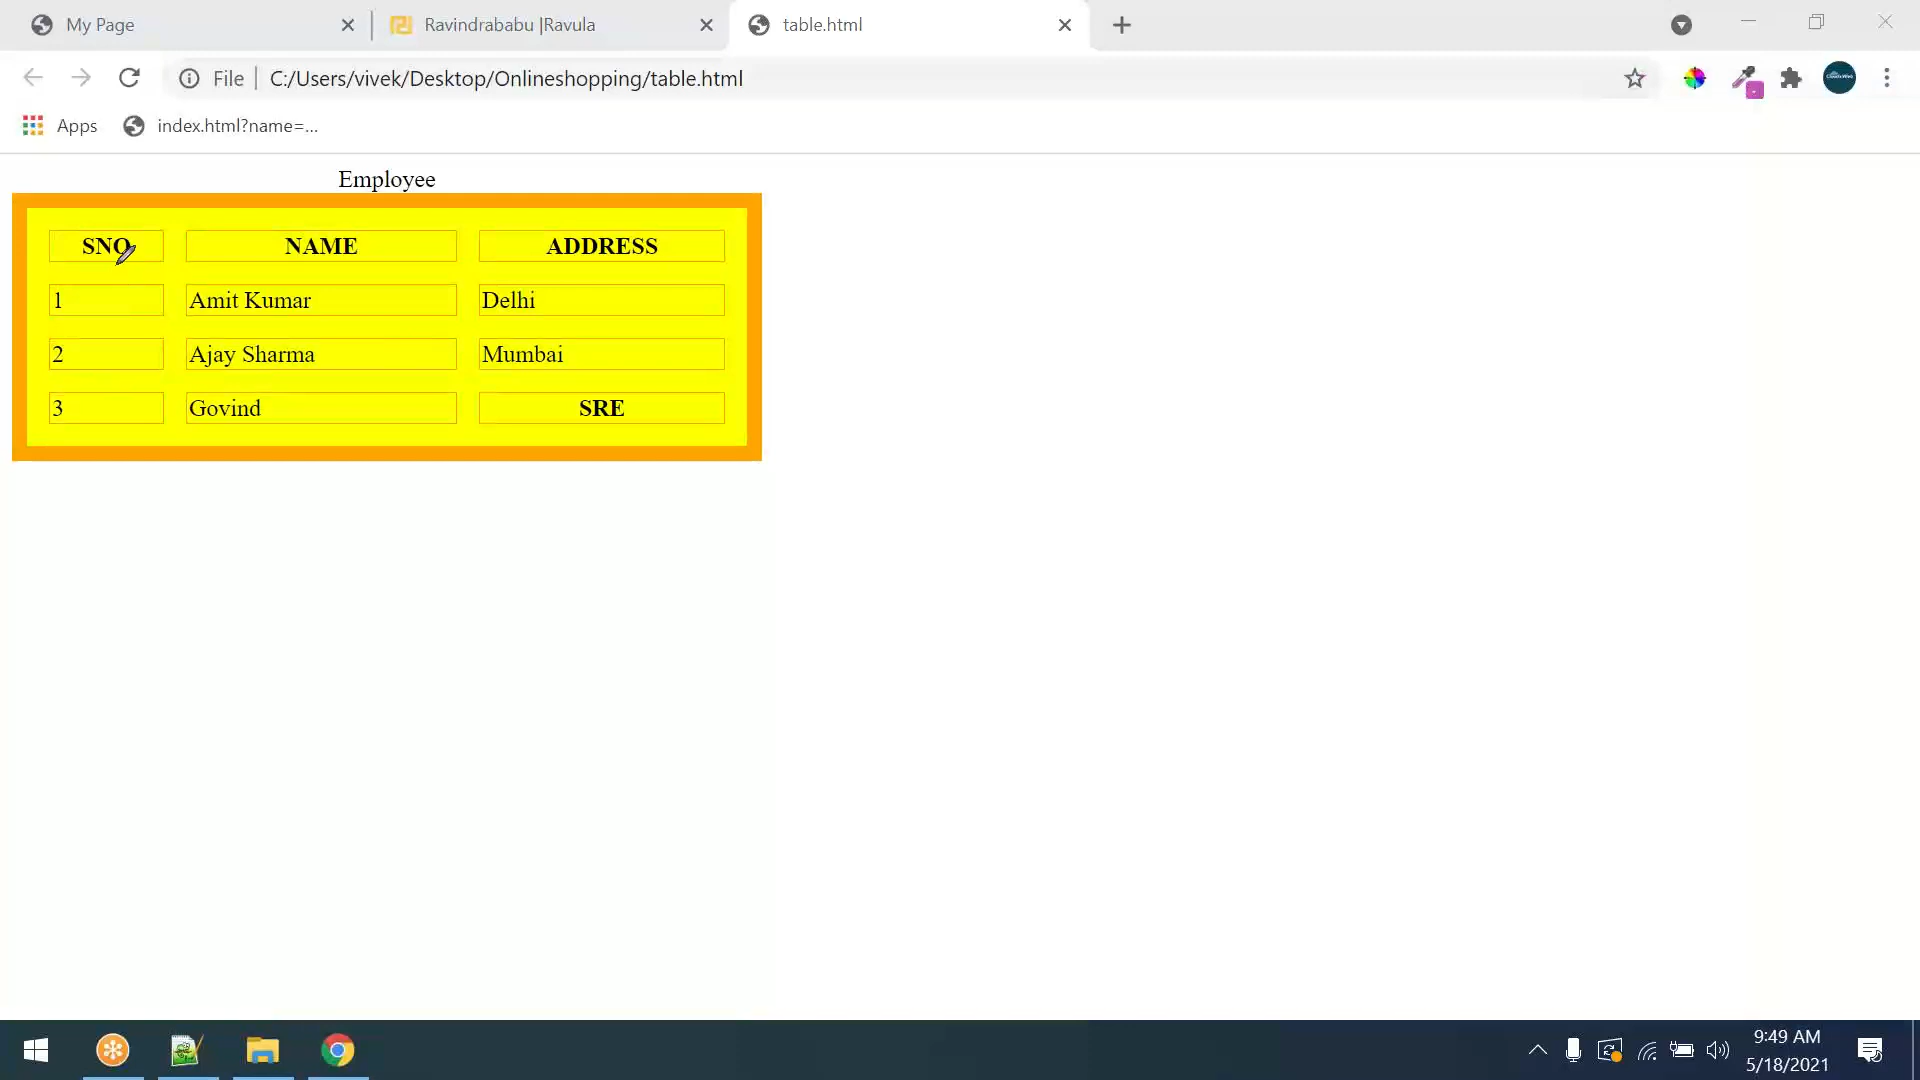 My Page
Ravindrababu |Ravula
table.html
File
C:/Users/vivek/Desktop/Onlineshopping/table.html
Apps
index.html?name=...
Employee
SNO NAME ADDRESS
1 Amit Kumar Delhi
2 Ajay Sharma Mumbai
3 Govind SRE
9:49 AM
5/18/2021